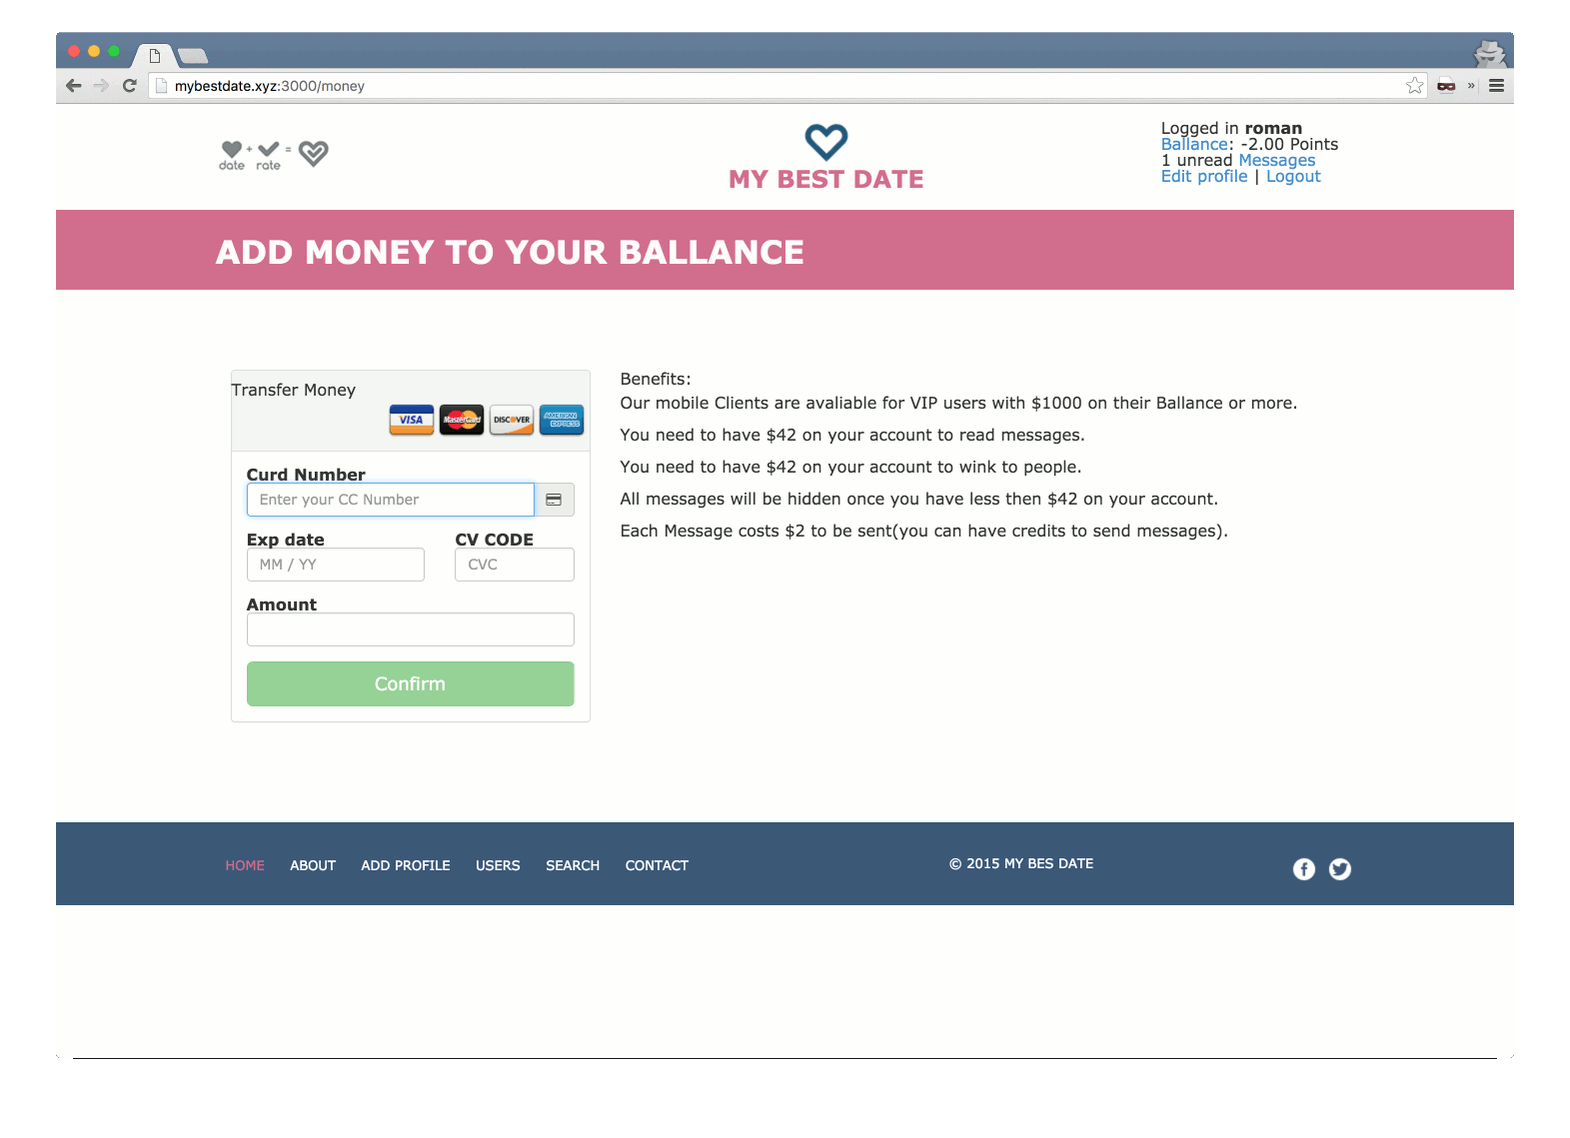 mybestdate.xyz:3000/money
»
date + rate =
MY BEST DATE
Logged in roman
Ballance: -2.00 Points
1 unread Messages
Edit profile | Logout
ADD MONEY TO YOUR BALLANCE
Transfer Money
VISA MasterCard DISCOVER AMERICAN EXPRESS
Curd Number
Enter your CC Number
Exp date CV CODE
MM / YY CVC
Amount
Confirm
Benefits:
Our mobile Clients are avaliable for VIP users with $1000 on their Ballance or more.
You need to have $42 on your account to read messages.
You need to have $42 on your account to wink to people.
All messages will be hidden once you have less then $42 on your account.
Each Message costs $2 to be sent(you can have credits to send messages).
HOME ABOUT ADD PROFILE USERS SEARCH CONTACT
© 2015 MY BES DATE